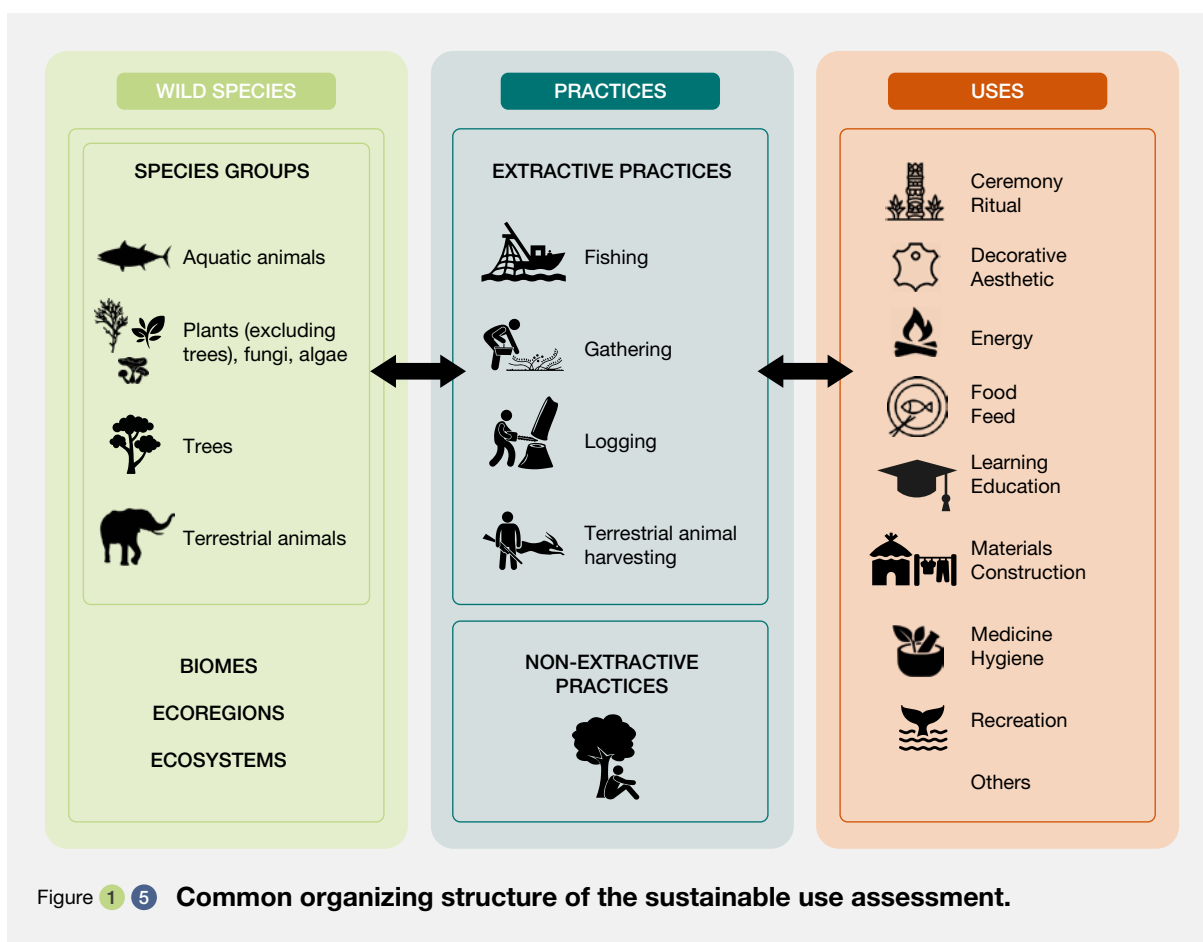 WILD SPECIES
SPECIES GROUPS
Aquatic animals
Plants (excluding
trees), fungi, algae
Trees
Terrestrial animals
BIOMES
ECOREGIONS
ECOSYSTEMS
PRACTICES
EXTRACTIVE PRACTICES
Fishing
Gathering
Logging
Terrestrial animal
harvesting
NON-EXTRACTIVE
PRACTICES
USES
Ceremony
Ritual
Decorative
Aesthetic
Energy
Food
Feed
Learning
Education
Materials
Construction
Medicine
Hygiene
Recreation
Others
Figure 1 5 Common organizing structure of the sustainable use assessment.